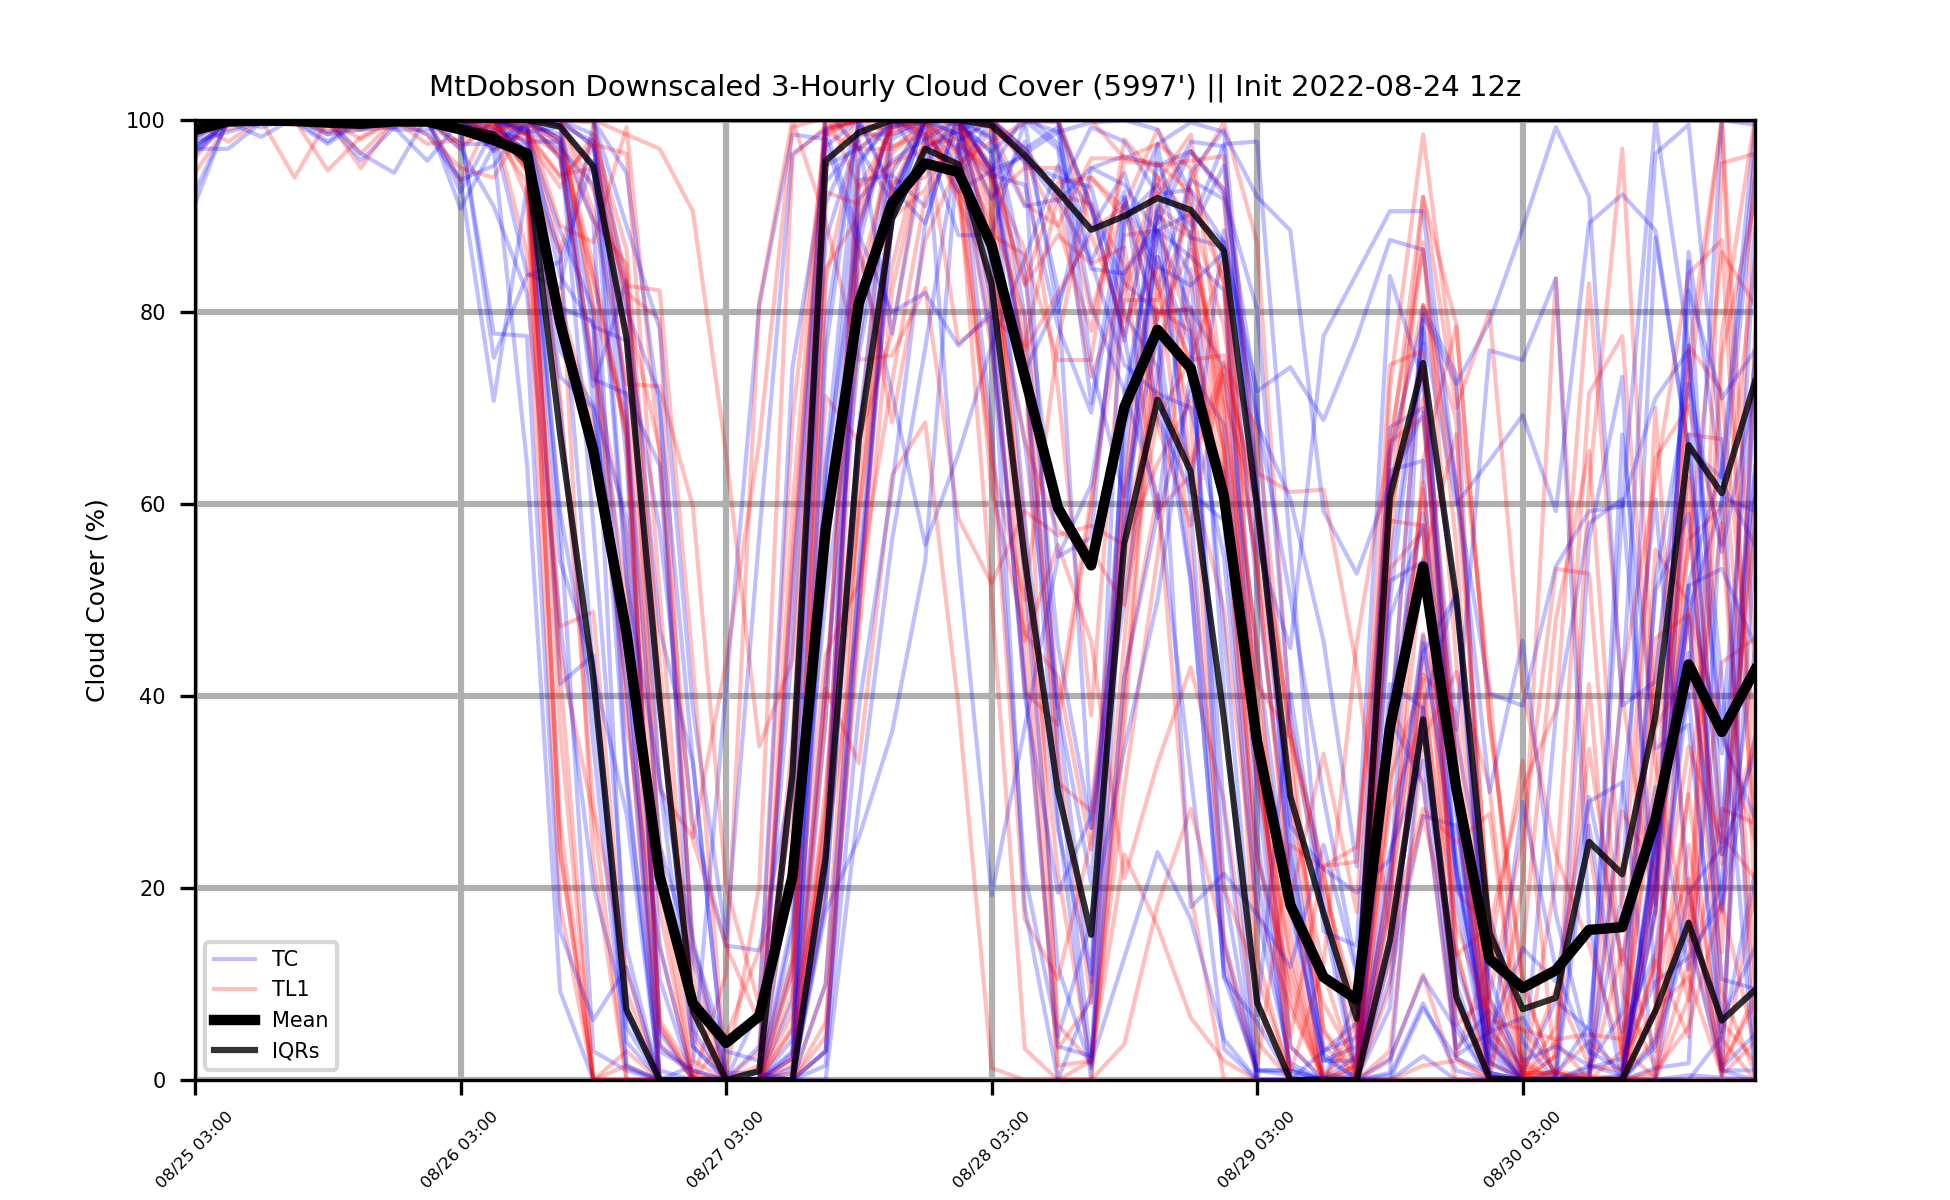 MtDobson Downscaled 3-Hourly Cloud Cover (5997') || Init 2022-08-24 12z
Cloud Cover (%)
100
80
60
40
20
0
TC
TL1
Mean
IQRs
08/25 03:00
08/26 03:00
08/27 03:00
08/28 03:00
08/29 03:00
08/30 03:00